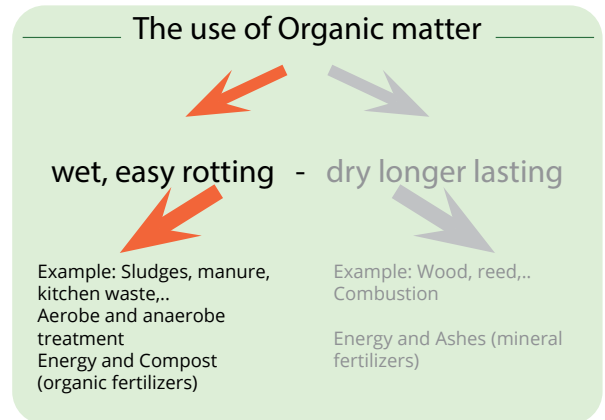 The use of Organic matter
wet, easy rotting - dry longer lasting
Example: Sludges, manure,
kitchen waste,..
Aerobe and anaerobe
treatment
Energy and Compost
(organic fertilizers)
Example: Wood, reed,..
Combustion
Energy and Ashes (mineral
fertilizers)